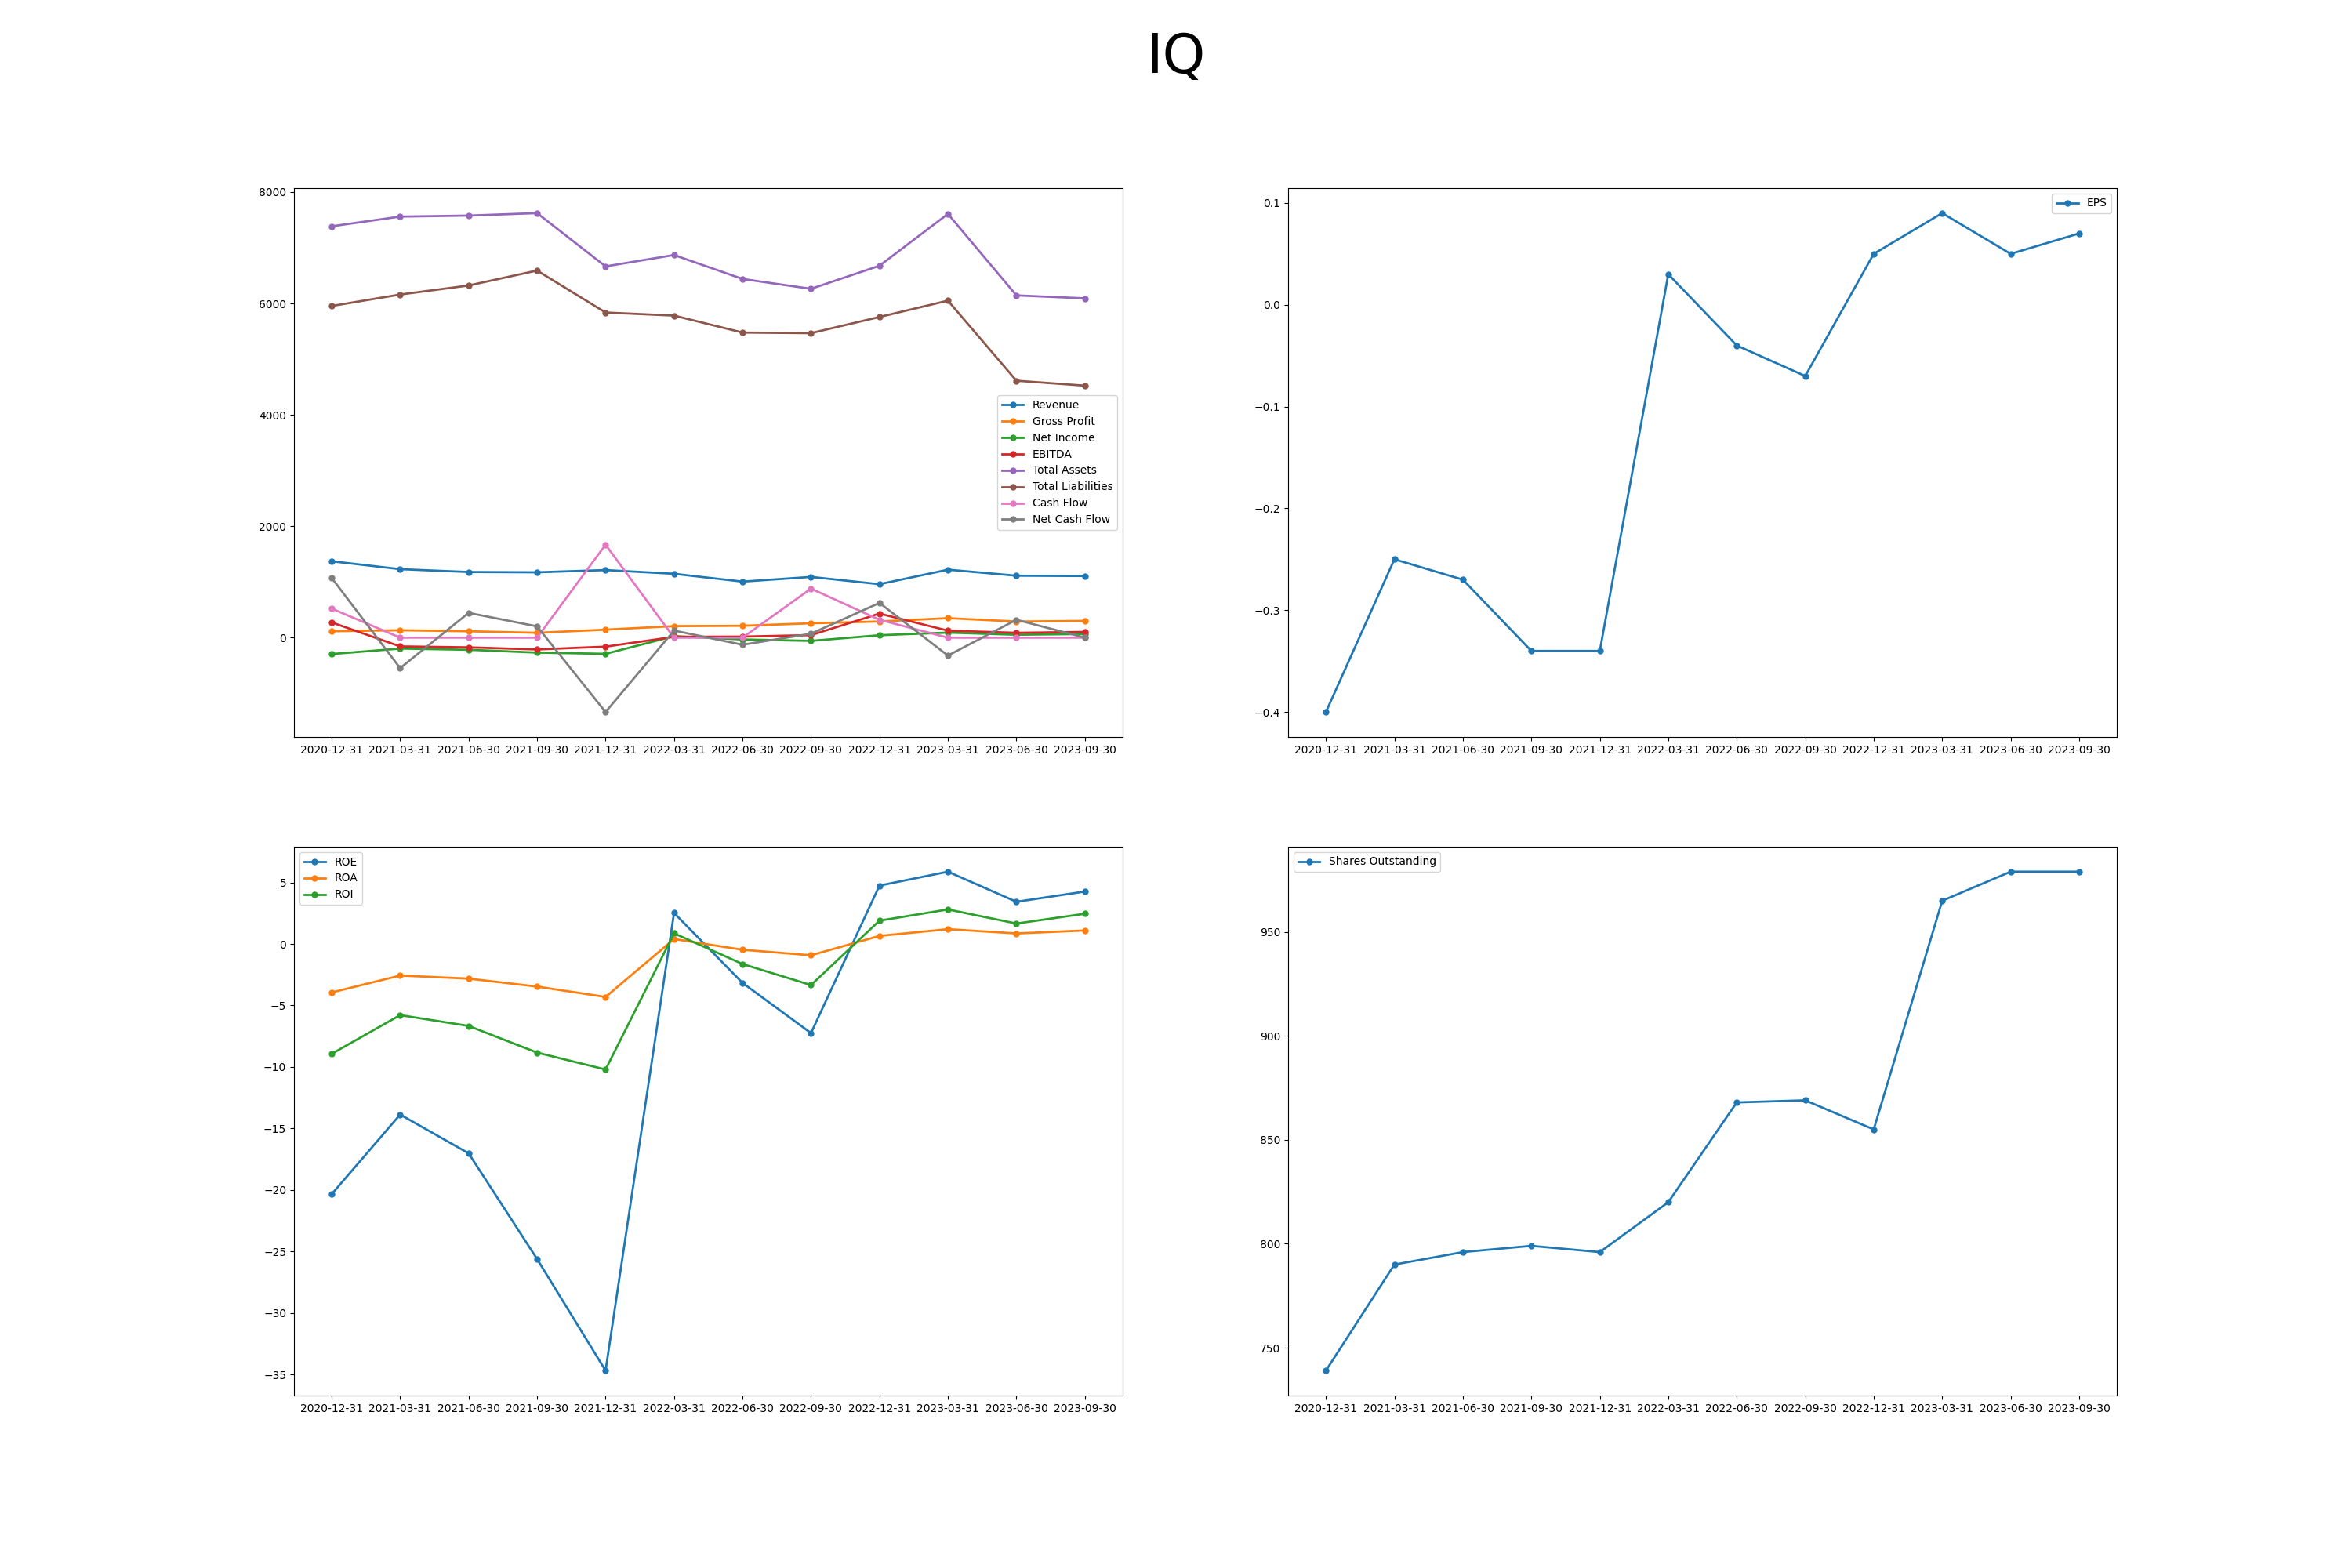 IQ
8000
6000
4000
2000
0
Revenue
Gross Profit
Net Income
EBITDA
Total Assets
Total Liabilities
Cash Flow
Net Cash Flow
2020-12-31 2021-03-31 2021-06-30 2021-09-30 2021-12-31 2022-03-31 2022-06-30 2022-09-30 2022-12-31 2023-03-31 2023-06-30 2023-09-30
0.1
0.0
−0.1
−0.2
−0.3
−0.4
EPS
2020-12-31 2021-03-31 2021-06-30 2021-09-30 2021-12-31 2022-03-31 2022-06-30 2022-09-30 2022-12-31 2023-03-31 2023-06-30 2023-09-30
5
0
−5
−10
−15
−20
−25
−30
−35
ROE
ROA
ROI
2020-12-31 2021-03-31 2021-06-30 2021-09-30 2021-12-31 2022-03-31 2022-06-30 2022-09-30 2022-12-31 2023-03-31 2023-06-30 2023-09-30
950
900
850
800
750
Shares Outstanding
2020-12-31 2021-03-31 2021-06-30 2021-09-30 2021-12-31 2022-03-31 2022-06-30 2022-09-30 2022-12-31 2023-03-31 2023-06-30 2023-09-30